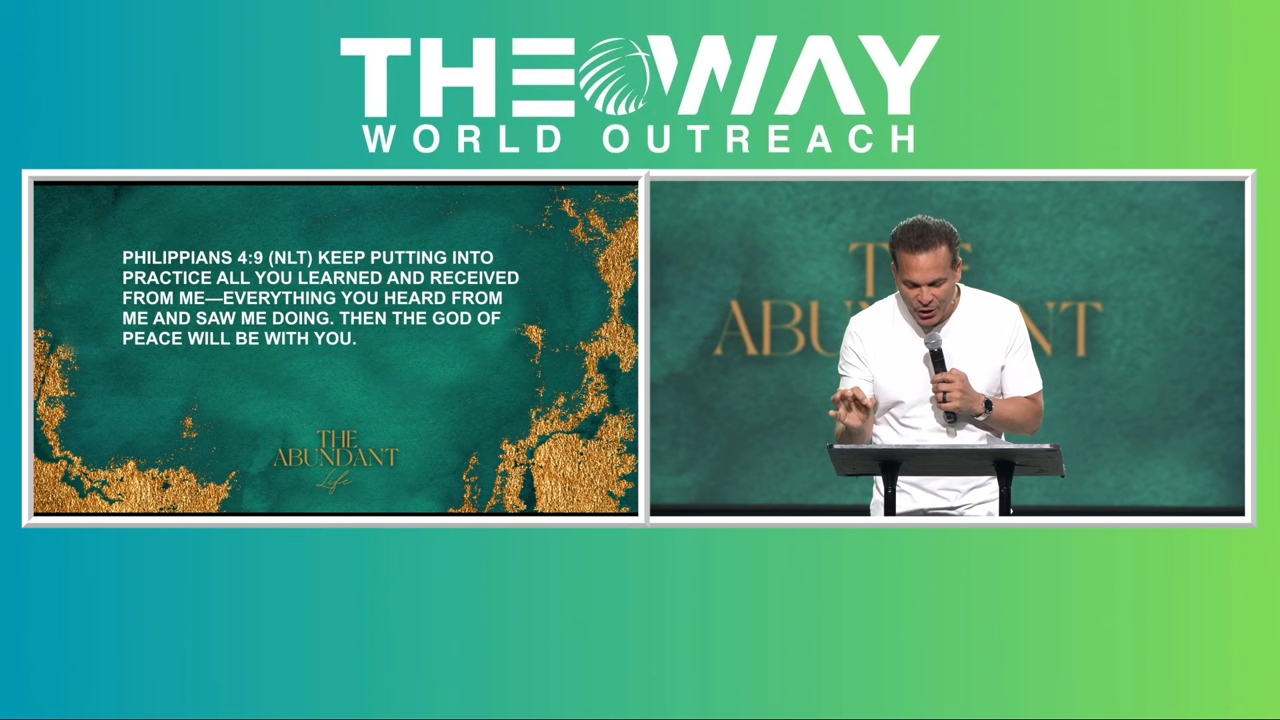 THE WAY
WORLD OUTREACH
PHILIPPIANS 4:9 (NLT) KEEP PUTTING INTO
PRACTICE ALL YOU LEARNED AND RECEIVED
FROM ME—EVERYTHING YOU HEARD FROM
ME AND SAW ME DOING. THEN THE GOD OF
PEACE WILL BE WITH YOU.
THE
ABUNDANT
Life